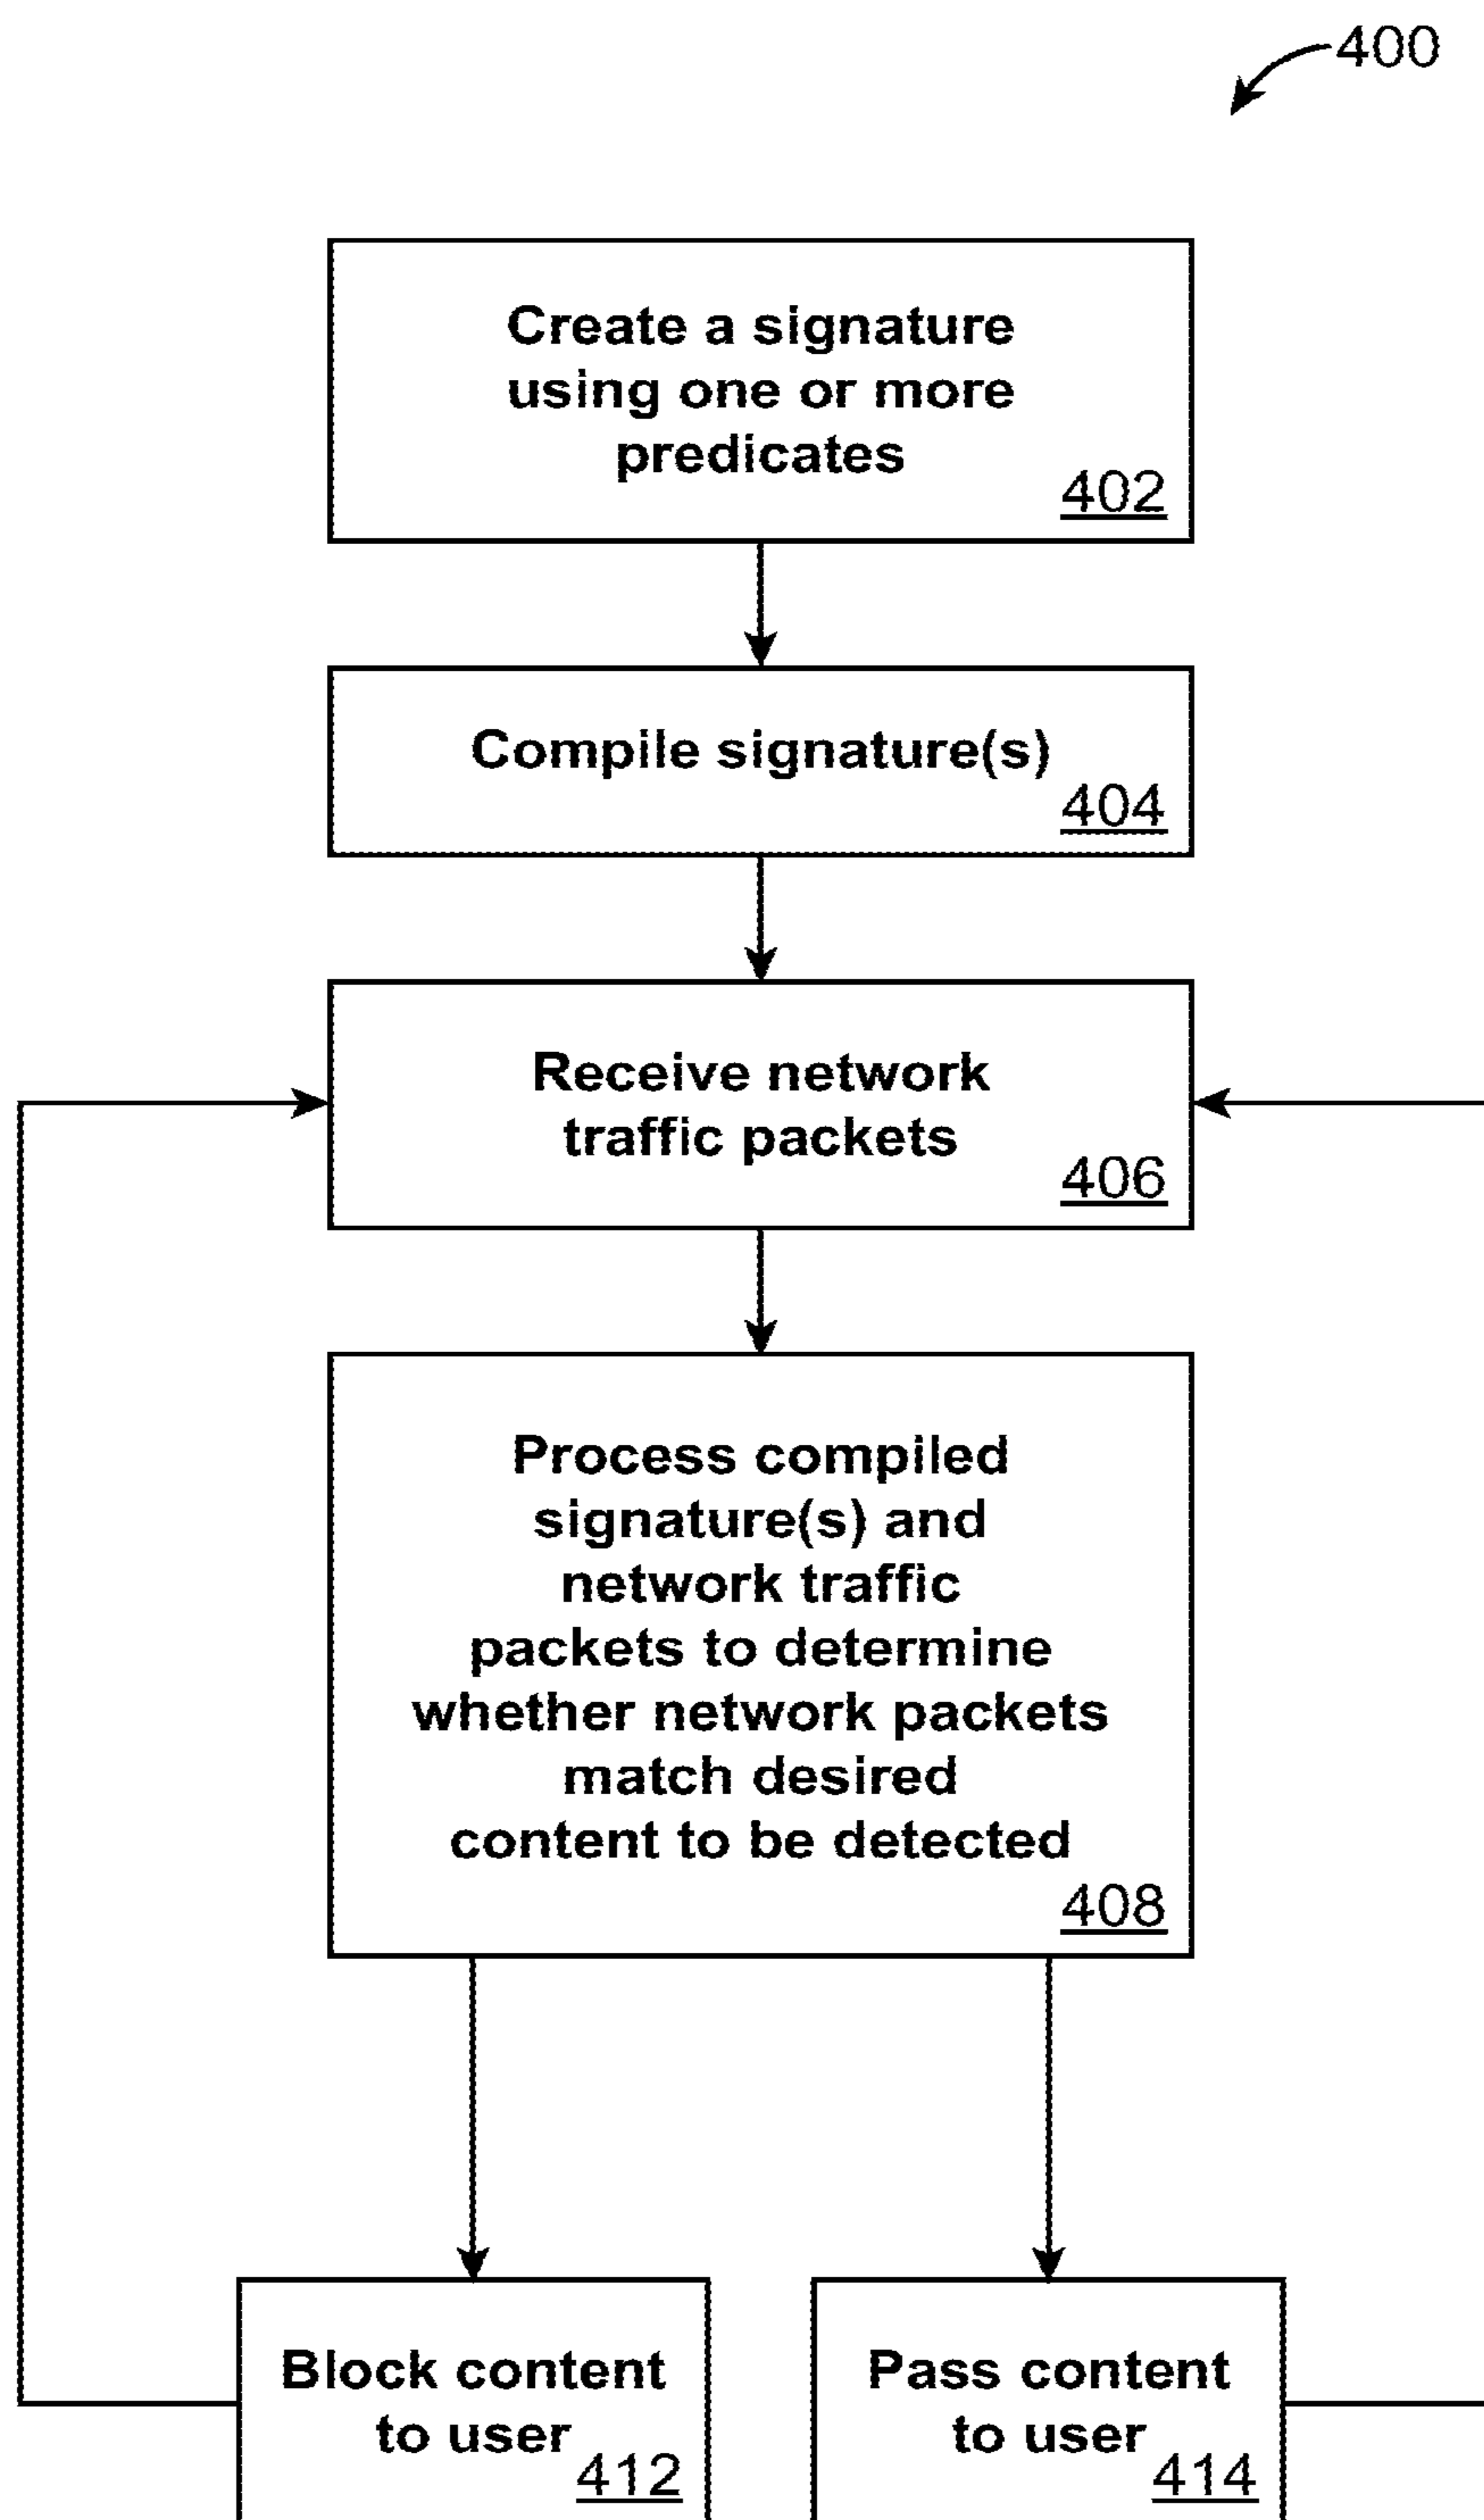 400
Create a signature
using one or more
predicates
402
Compile signature(s)
404
Receive network
traffic packets
406
Process compiled
signature(s) and
network traffic
packets to determine
whether network packets
match desired
content to be detected
408
Block content
to user
412
Pass content
to user
414